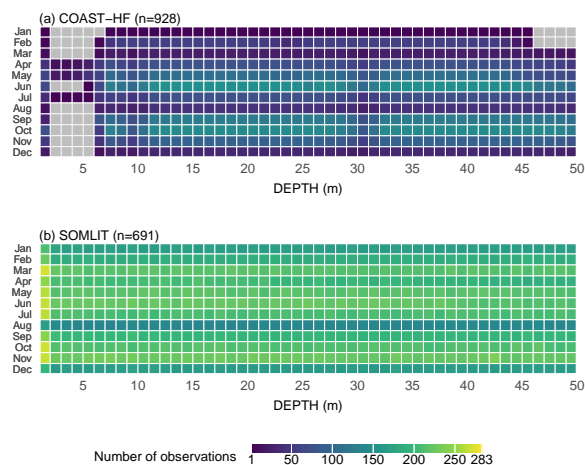 (a) COAST−HF (n=928)
Jan
Feb
Mar
Apr
May
Jun
Jul
Aug
Sep
Oct
Nov
Dec
5 10 15 20 25 30 35 40 45 50
DEPTH (m)
(b) SOMLIT (n=691)
Jan
Feb
Mar
Apr
May
Jun
Jul
Aug
Sep
Oct
Nov
Dec
5 10 15 20 25 30 35 40 45 50
DEPTH (m)
Number of observations
1 50 100 150 200 250 283